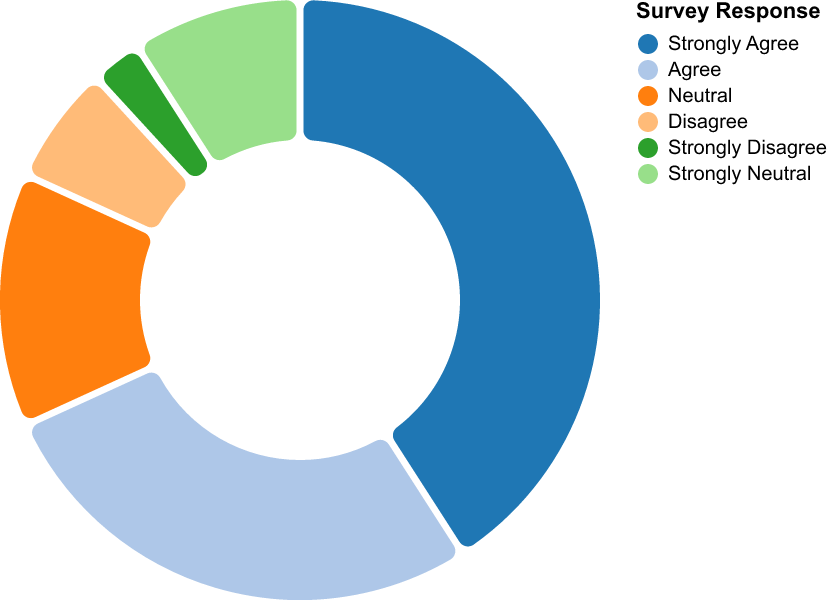 Survey Response
Strongly Agree
Agree
Neutral
Disagree
Strongly Disagree
Strongly Neutral